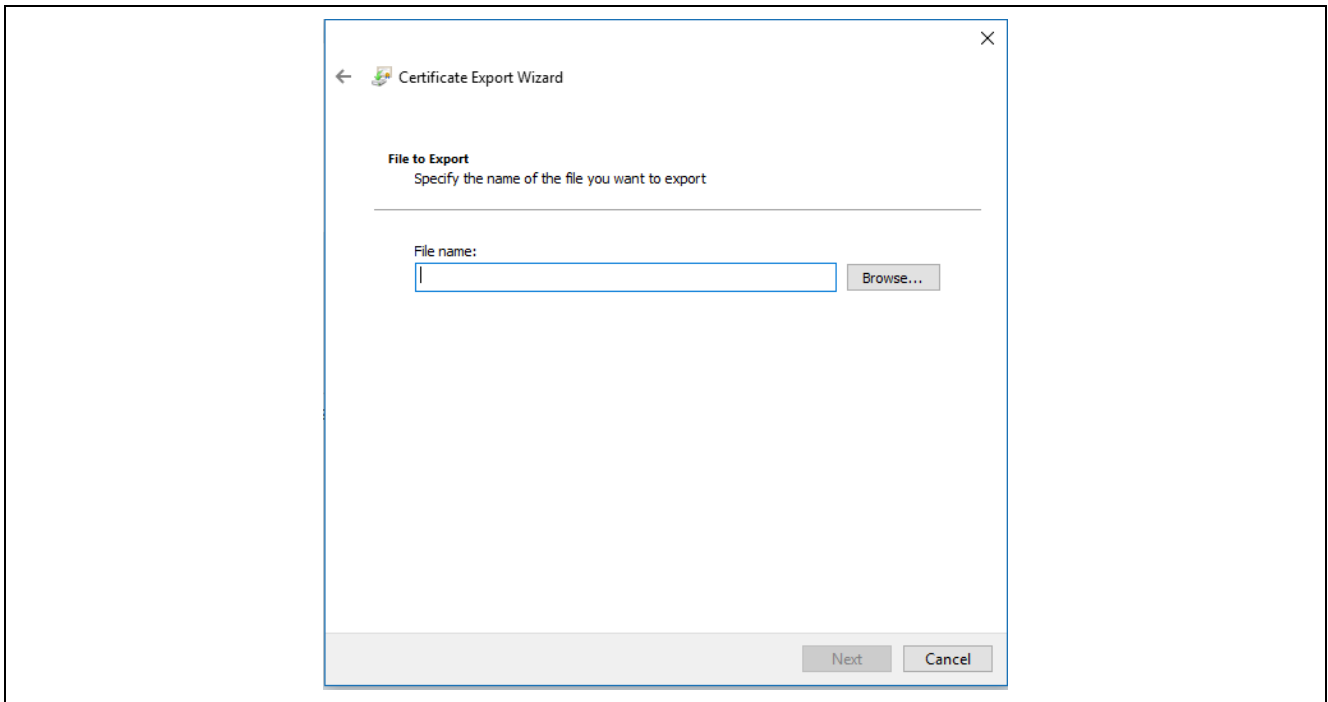 Certificate Export Wizard
File to Export
Specify the name of the file you want to export
File name:
Browse...
Next
Cancel